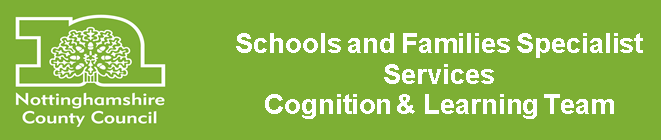 Nottinghamshire
County Council
Schools and Families Specialist
Services
Cognition & Learning Team